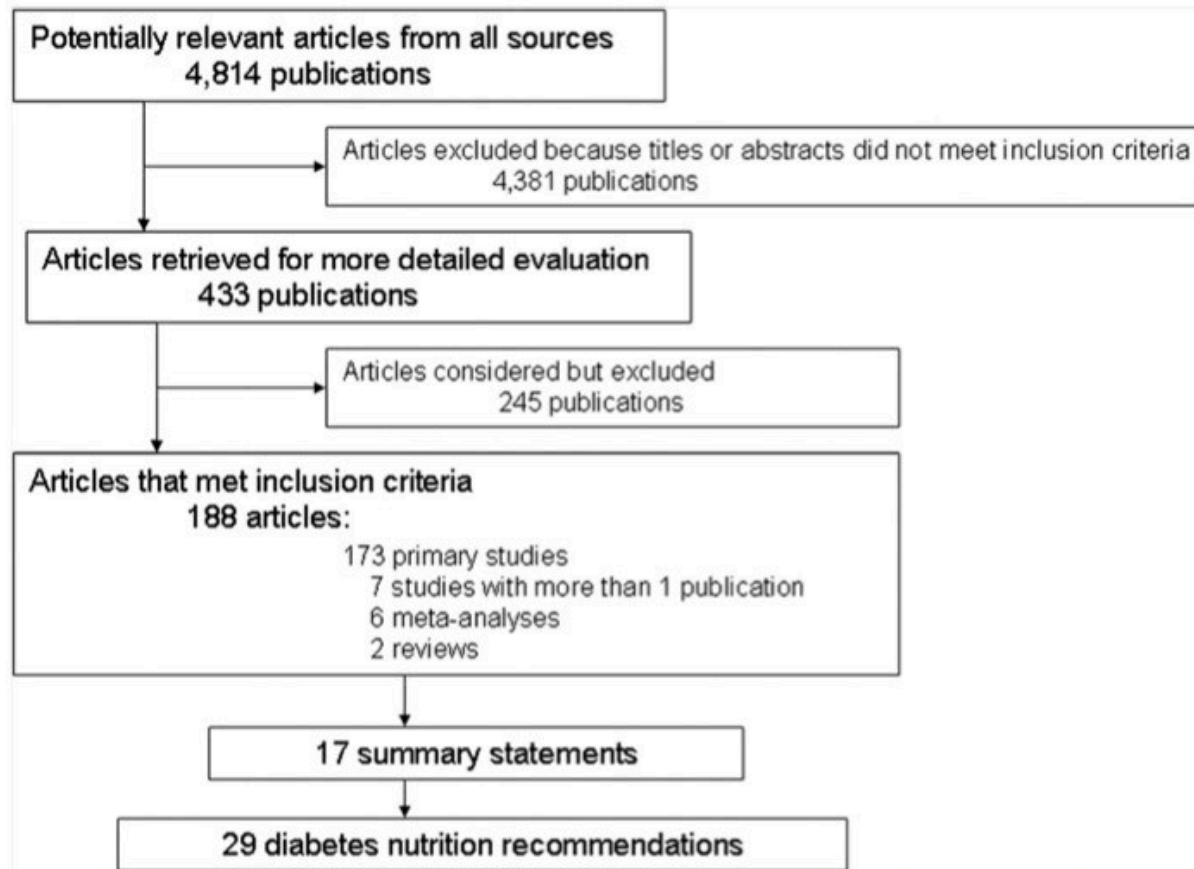 Potentially relevant articles from all sources
4,814 publications
Articles excluded because titles or abstracts did not meet inclusion criteria
4,381 publications
Articles retrieved for more detailed evaluation
433 publications
Articles considered but excluded
245 publications
Articles that met inclusion criteria
188 articles:
173 primary studies
7 studies with more than 1 publication
6 meta-analyses
2 reviews
17 summary statements
29 diabetes nutrition recommendations